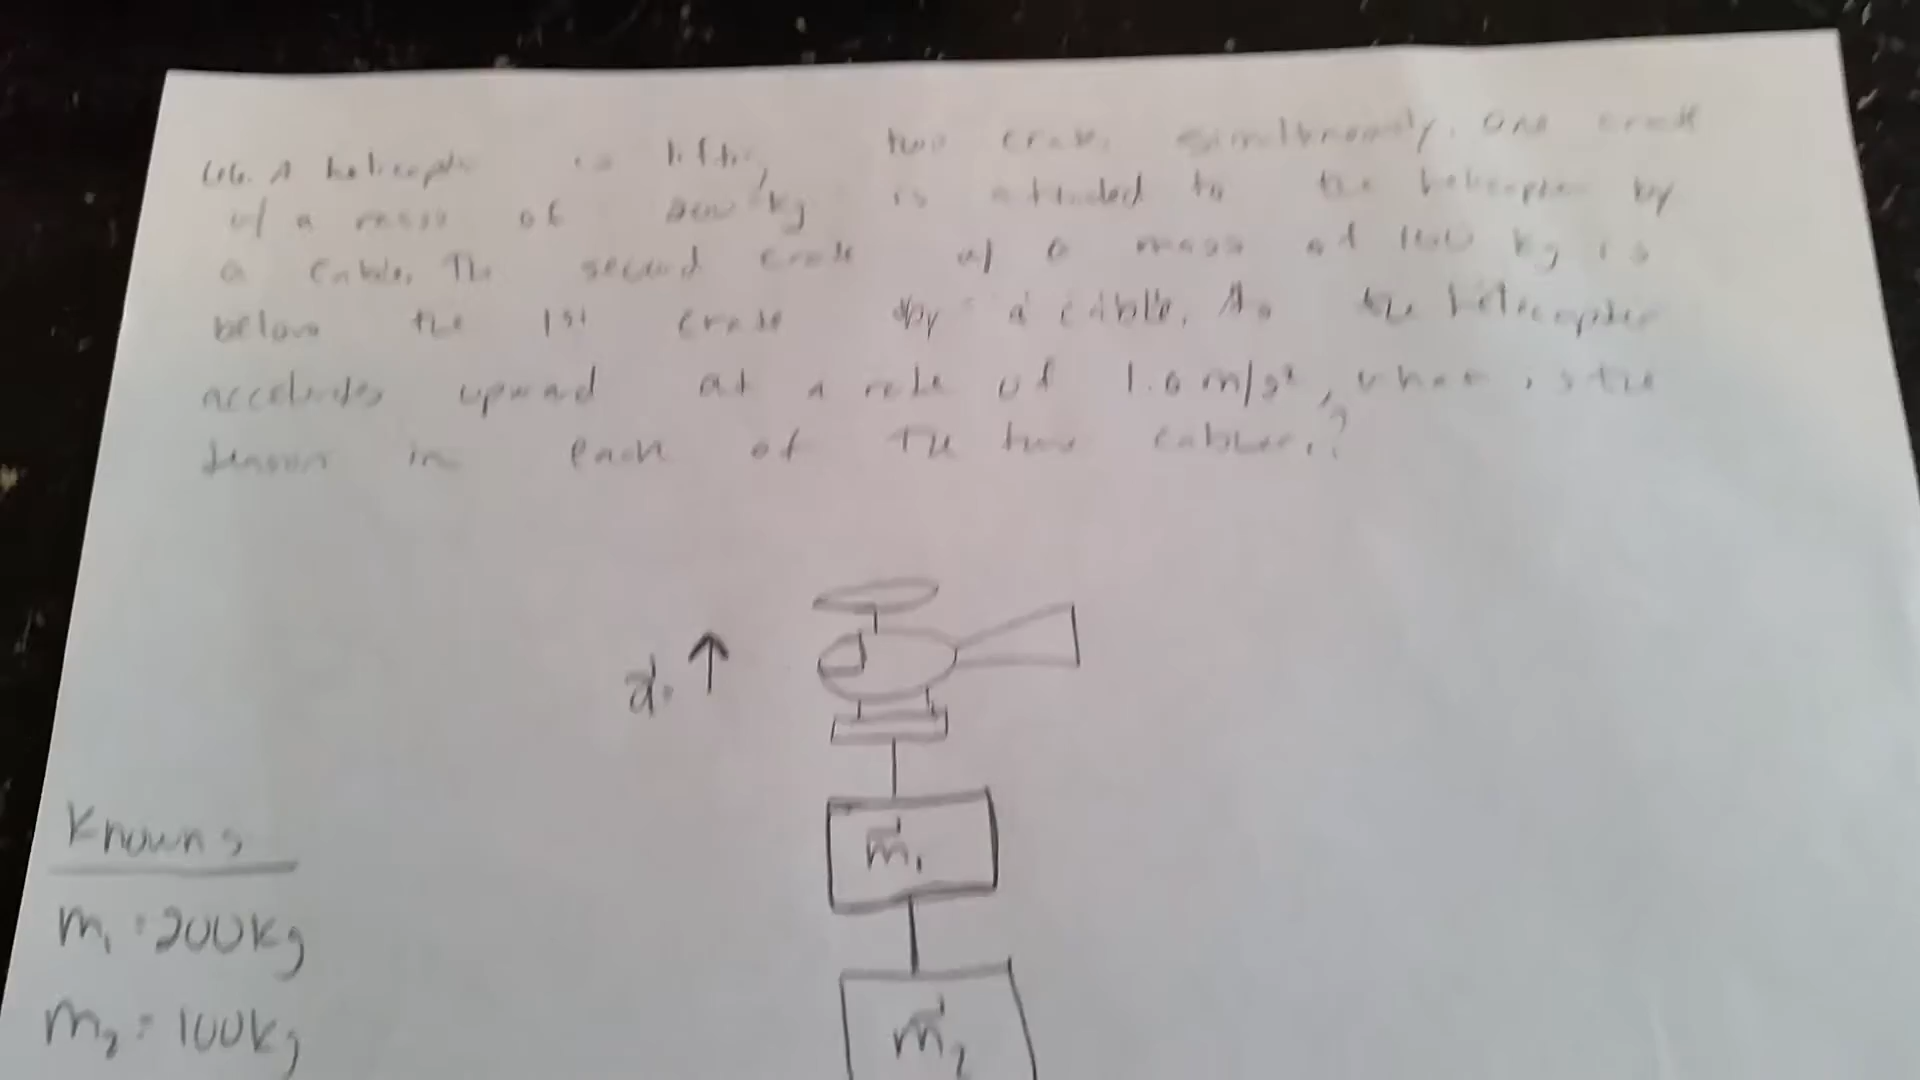 66. A helicopter is lifting two crates simultaneously. One crate
w/ a mass of 200 kg is attached to the helicopter by
a cable. The second crate w/ a mass of 100 kg is
below the 1st crate by a cable. As the helicopter
accelerates upward at a rate of 1.0 m/s², what is the
tension in each of the two cables?
a. ↑
Knowns
m₁ = 200kg
m₂ = 100kg
m₁
m₂